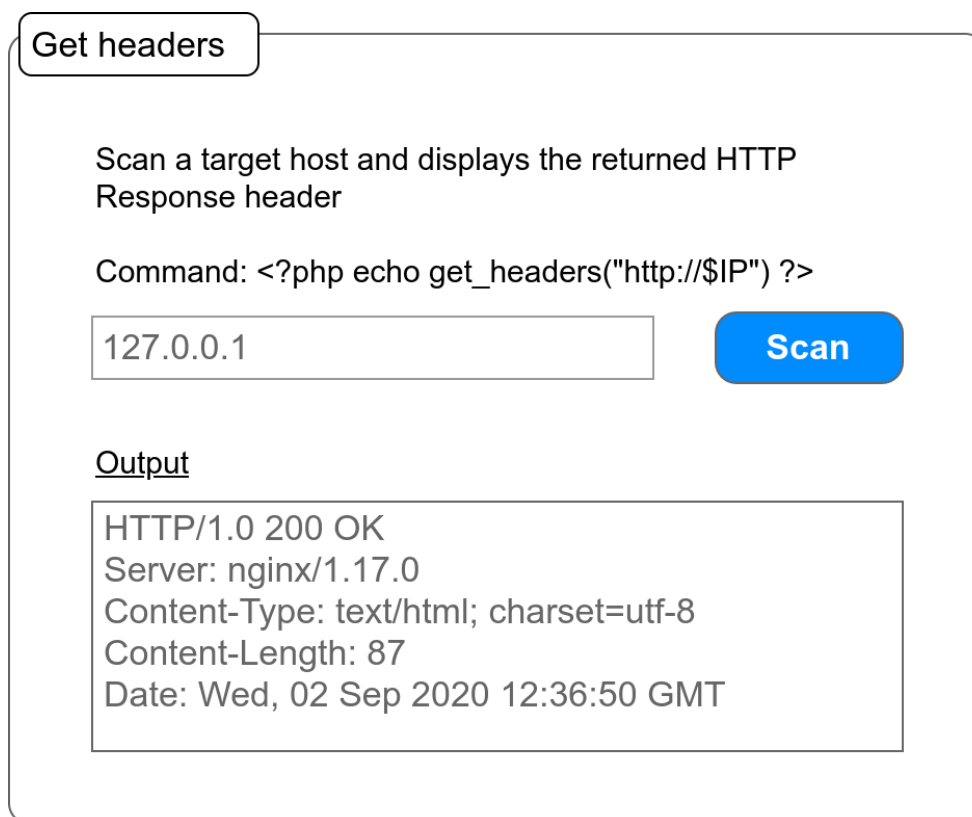 Get headers
Scan a target host and displays the returned HTTP
Response header
Command: <?php echo get_headers("http://$IP") ?>
127.0.0.1
Scan
Output
HTTP/1.0 200 OK
Server: nginx/1.17.0
Content-Type: text/html; charset=utf-8
Content-Length: 87
Date: Wed, 02 Sep 2020 12:36:50 GMT